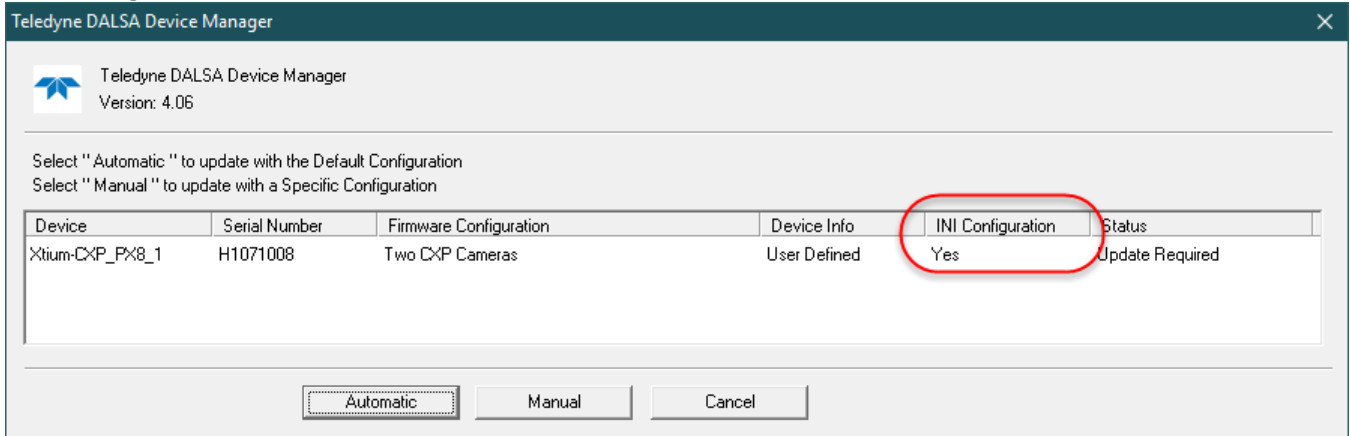 Teledyne DALSA Device Manager
Teledyne DALSA Device Manager
Version: 4.06
Select "Automatic" to update with the Default Configuration
Select "Manual" to update with a Specific Configuration
Device Serial Number Firmware Configuration Device Info INI Configuration Status
Xtium-CXP_PX8_1 H1071008 Two CXP Cameras User Defined Yes Update Required
Automatic Manual Cancel